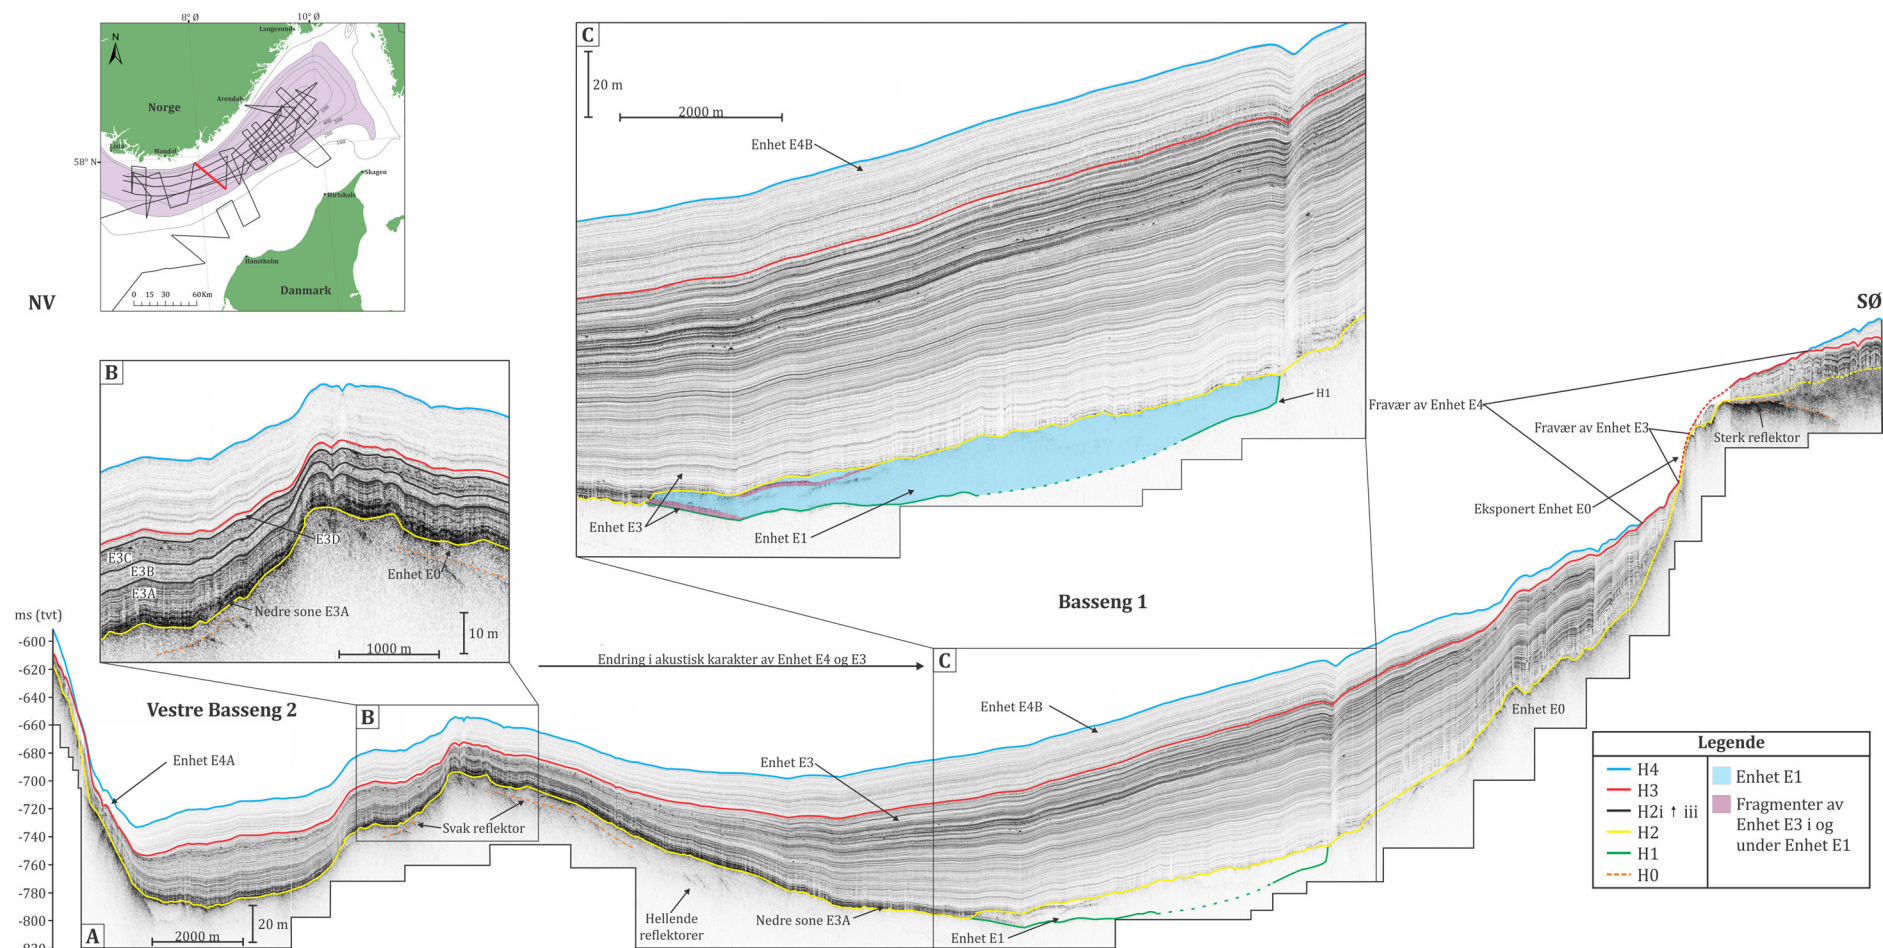 8° Ø
10° Ø
Langesund
N
Arendal
Norge
Lista
Mandal
58° N
Skagen
Hirtshals
Hanstholm
Danmark
0 15 30 60Km
100
NV
SØ
C
20 m
2000 m
Enhet E4B
H1
Enhet E3
Enhet E1
B
E3D
E3C
E3B
E3A
Enhet E0
Nedre sone E3A
10 m
1000 m
Fravær av Enhet E4
Fravær av Enhet E3
Sterk reflektor
Eksponert Enhet E0
Basseng 1
ms (tvt)
-600
-620
-640
-660
-680
-700
-720
-740
-760
-780
-800
-820
Endring i akustisk karakter av Enhet E4 og E3
Vestre Basseng 2
B
C
Enhet E4A
Enhet E4B
Enhet E3
Enhet E0
Svak reflektor
Hellende
reflektorer
Nedre sone E3A
Enhet E1
A
2000 m
20 m
Legende
H4
H3
H2i ↑ iii
H2
H1
H0
Enhet E1
Fragmenter av
Enhet E3 i og
under Enhet E1